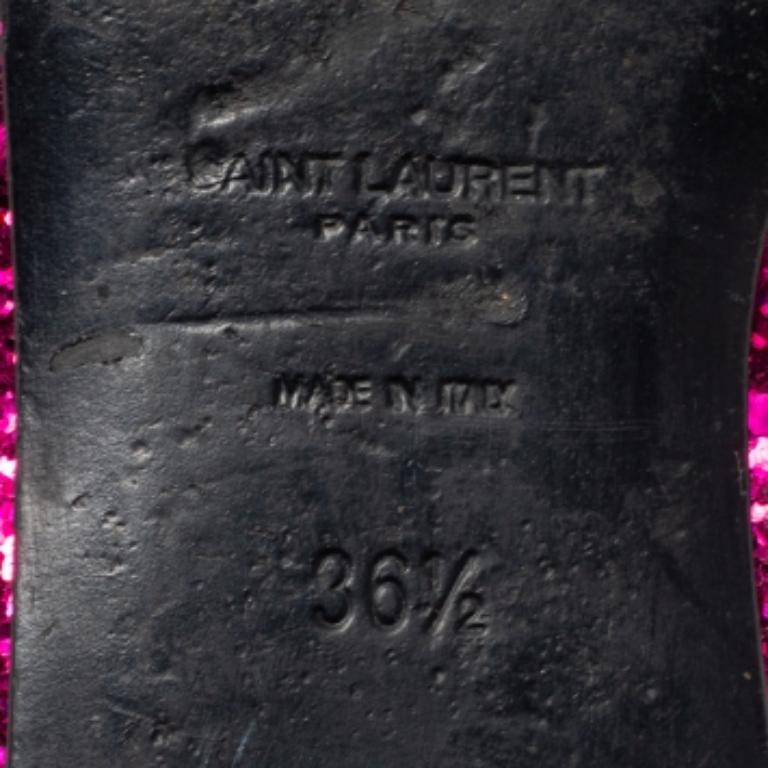 SAINT LAURENT
PARIS
MADE IN ITALY
36½